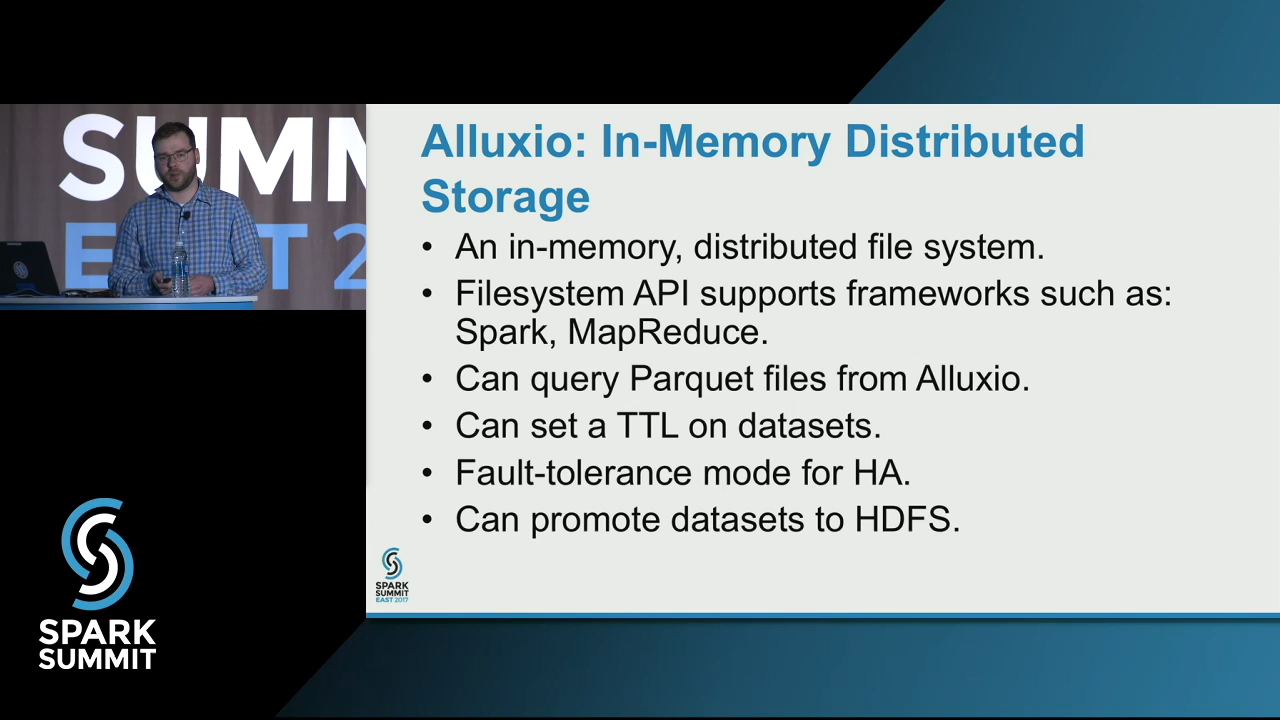 SUMM
EAST 2
Alluxio: In-Memory Distributed
Storage
• An in-memory, distributed file system.
• Filesystem API supports frameworks such as:
Spark, MapReduce.
• Can query Parquet files from Alluxio.
• Can set a TTL on datasets.
• Fault-tolerance mode for HA.
• Can promote datasets to HDFS.
SPARK
SUMMIT
EAST 2017
SPARK
SUMMIT